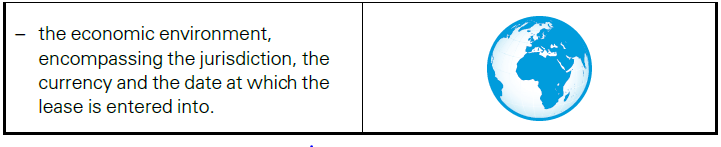 – the economic environment,
encompassing the jurisdiction, the
currency and the date at which the
lease is entered into.